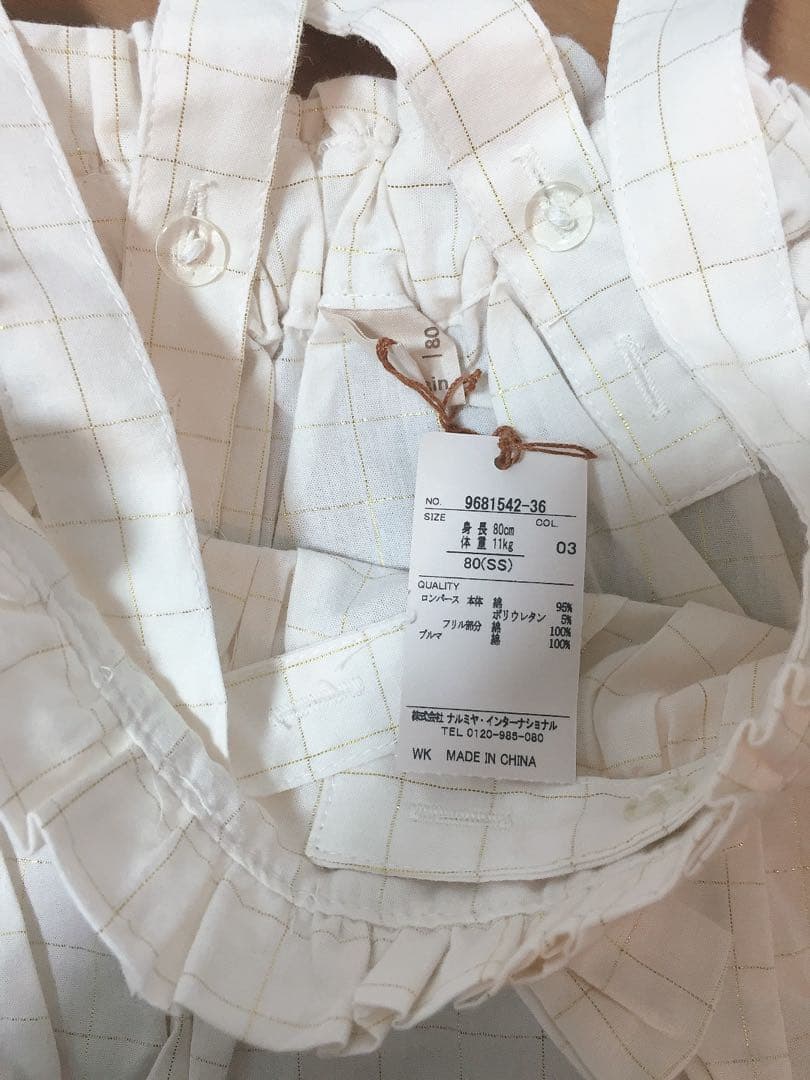 80
NO. 9681542-36
SIZE COL.
身長 80cm
体重 11kg
03
80(SS)
QUALITY
ロンパース 本体 綿 95%
ポリウレタン 5%
フリル部分 綿 100%
ブルマ 綿 100%
株式会社 ナルミヤ・インターナショナル
TEL 0120-985-080
WK MADE IN CHINA